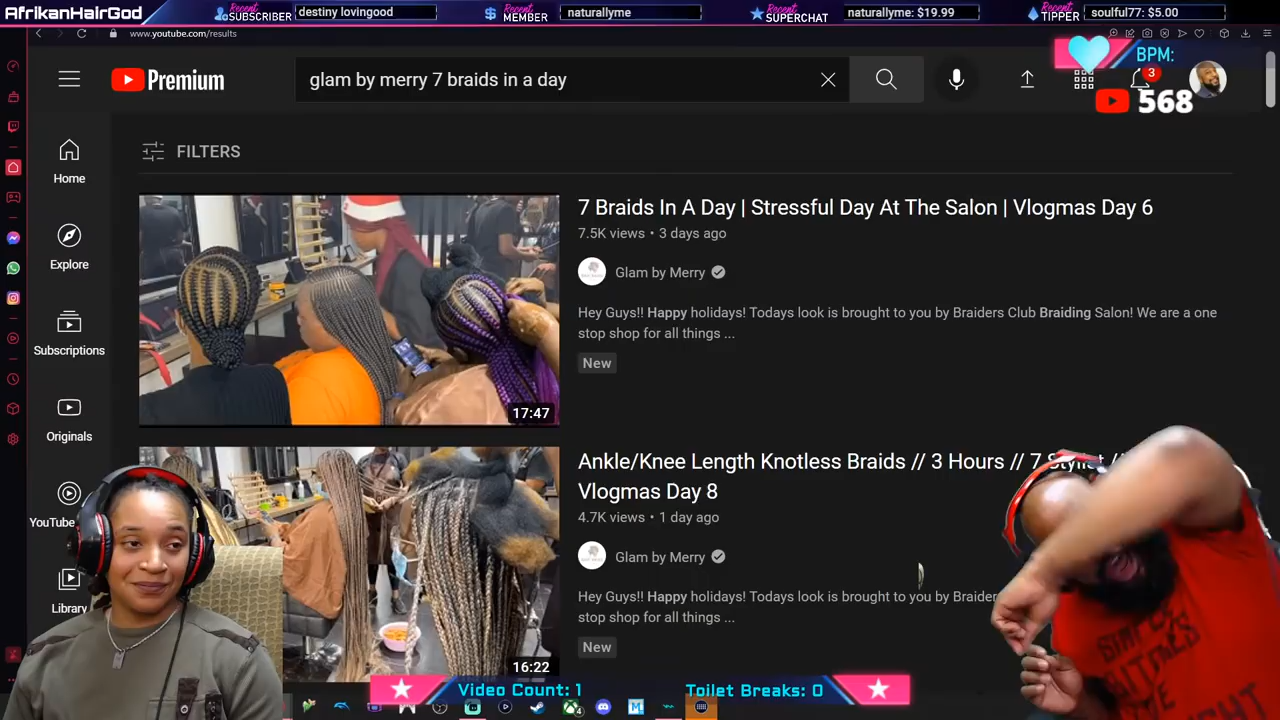 AfrikanHairGod
Recent SUBSCRIBER destiny lovingood
Recent MEMBER naturallyme
Recent SUPERCHAT naturallyme: $19.99
Recent TIPPER soulful77: $5.00
www.youtube.com/results
BPM:
Premium
glam by merry 7 braids in a day
3
568
Home
Explore
Subscriptions
Originals
YouTube
Library
FILTERS
7 Braids In A Day | Stressful Day At The Salon | Vlogmas Day 6
7.5K views • 3 days ago
Glam by Merry
Hey Guys!! Happy holidays! Todays look is brought to you by Braiders Club Braiding Salon! We are a one
stop shop for all things ...
New
17:47
Ankle/Knee Length Knotless Braids // 3 Hours // 7 Stylist //
Vlogmas Day 8
4.7K views • 1 day ago
Glam by Merry
Hey Guys!! Happy holidays! Todays look is brought to you by Braider
stop shop for all things ...
New
16:22
Video Count: 1
Toilet Breaks: 0